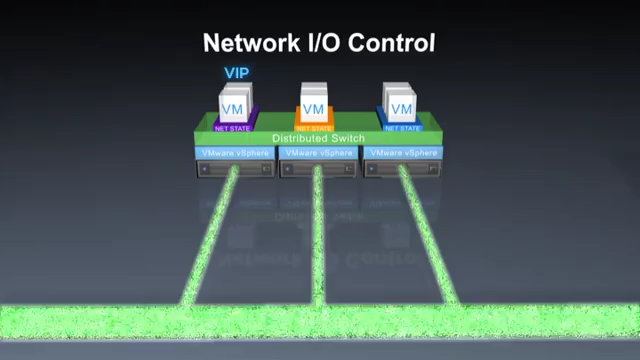 Network I/O Control
VIP
VM VM VM
NET STATE NET STATE NET STATE
Distributed Switch
VMware vSphere VMware vSphere VMware vSphere